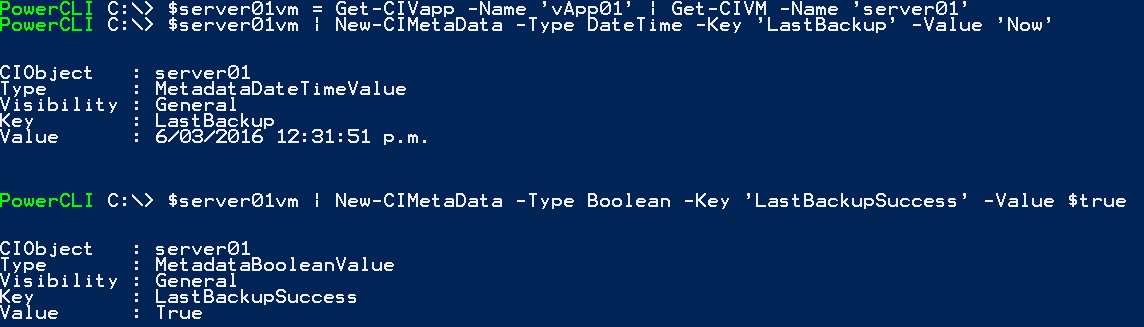 PowerCLI C:\> $server01vm = Get-CIVapp -Name 'vApp01' | Get-CIVM -Name 'server01'
PowerCLI C:\> $server01vm | New-CIMetaData -Type DateTime -Key 'LastBackup' -Value 'Now'
CIObject   : server01
Type       : MetadataDateTimeValue
Visibility : General
Key        : LastBackup
Value      : 6/03/2016 12:31:51 p.m.
PowerCLI C:\> $server01vm | New-CIMetaData -Type Boolean -Key 'LastBackupSuccess' -Value $true
CIObject   : server01
Type       : MetadataBooleanValue
Visibility : General
Key        : LastBackupSuccess
Value      : True